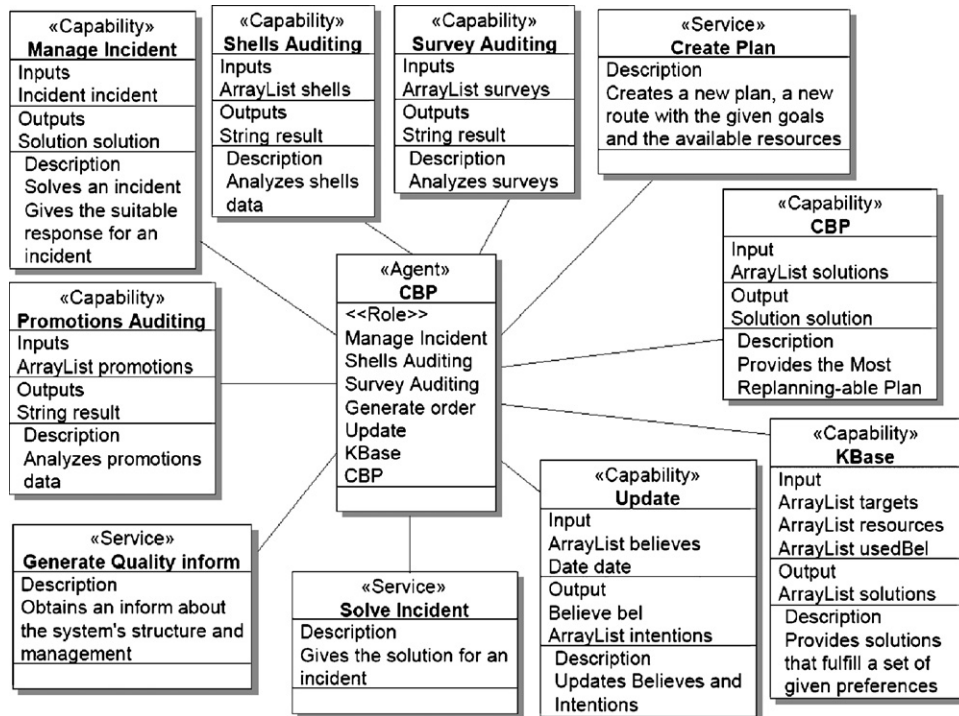 «Capability»
Manage Incident
Inputs
Incident incident
Outputs
Solution solution
Description
Solves an incident
Gives the suitable
response for an
incident
«Capability»
Shells Auditing
Inputs
ArrayList shells
Outputs
String result
Description
Analyzes shells
data
«Capability»
Survey Auditing
Inputs
ArrayList surveys
Outputs
String result
Description
Analyzes surveys
«Service»
Create Plan
Description
Creates a new plan, a new
route with the given goals
and the available resources
«Capability»
CBP
Input
ArrayList solutions
Output
Solution solution
Description
Provides the Most
Replanning-able Plan
«Agent»
CBP
<<Role>>
Manage Incident
Shells Auditing
Survey Auditing
Generate order
Update
KBase
CBP
«Capability»
Promotions Auditing
Inputs
ArrayList promotions
Outputs
String result
Description
Analyzes promotions
data
«Capability»
KBase
Input
ArrayList targets
ArrayList resources
ArrayList usedBel
Output
ArrayList solutions
Description
Provides solutions
that fulfill a set of
given preferences
«Capability»
Update
Input
ArrayList believes
Date date
Output
Believe bel
ArrayList intentions
Description
Updates Believes and
Intentions
«Service»
Generate Quality inform
Description
Obtains an inform about
the system's structure and
management
«Service»
Solve Incident
Description
Gives the solution for an
incident